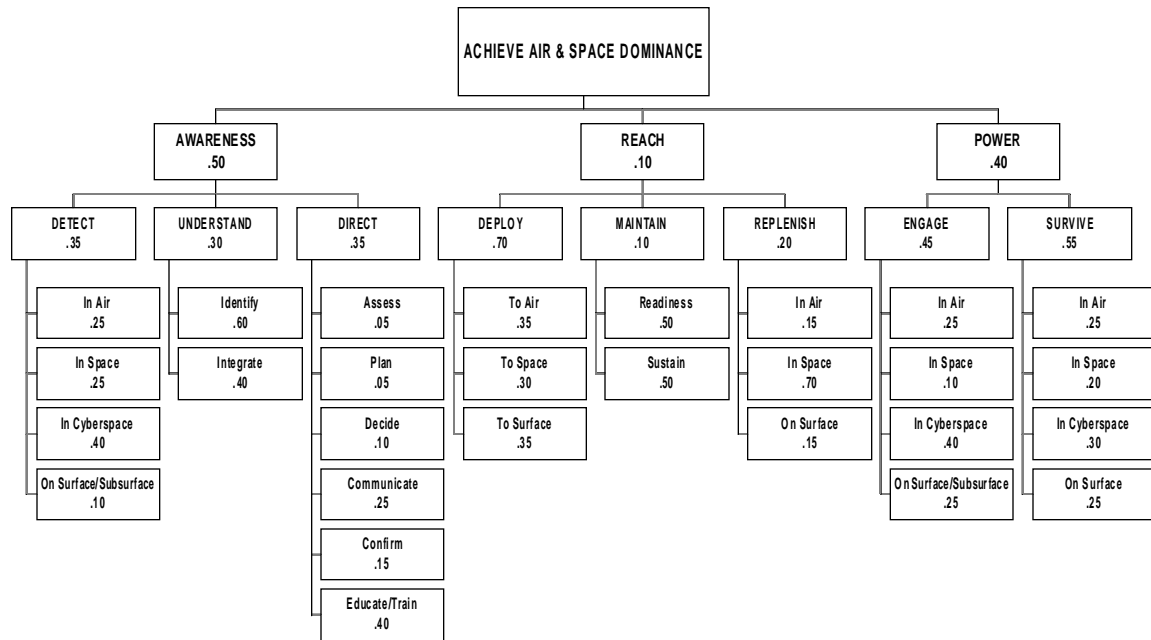 ACHIEVE AIR & SPACE DOMINANCE
AWARENESS
.50
REACH
.10
POWER
.40
DETECT
.35
UNDERSTAND
.30
DIRECT
.35
DEPLOY
.70
MAINTAIN
.10
REPLENISH
.20
ENGAGE
.45
SURVIVE
.55
In Air
.25
In Space
.25
In Cyberspace
.40
On Surface/Subsurface
.10
Identify
.60
Integrate
.40
Assess
.05
Plan
.05
Decide
.10
Communicate
.25
Confirm
.15
Educate/Train
.40
To Air
.35
To Space
.30
To Surface
.35
Readiness
.50
Sustain
.50
In Air
.15
In Space
.70
On Surface
.15
In Air
.25
In Space
.10
In Cyberspace
.40
On Surface/Subsurface
.25
In Air
.25
In Space
.20
In Cyberspace
.30
On Surface
.25